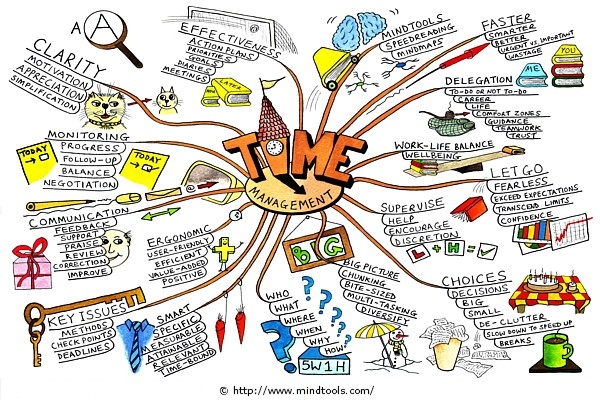 TIME
MANAGEMENT
A A
CLARITY
MOTIVATION
APPRECIATION
SIMPLIFICATION
EFFECTIVENESS
ACTION PLANS
PRIORITIES
GOALS
DIARIES
MEETINGS
LATER
MINDTOOLS
SPEEDREADING
MINDMAPS
FASTER
SMARTER
BETTER
URGENT VS IMPORTANT
WASTAGE
YOU
ME
DELEGATION
TO-DO OR NOT TO-DO
CAREER
LIFE
COMFORT ZONES
GUIDANCE
TEAMWORK
TRUST
WORK-LIFE BALANCE
WELLBEING
LET GO
FEARLESS
EXCEED EXPECTATIONS
TRANSCEND LIMITS
CONFIDENCE
SUPERVISE
HELP
ENCOURAGE
DISCRETION
L + H = ✓
CHOICES
DECISIONS
BIG
SMALL
DE-CLUTTER
SLOW DOWN TO SPEED UP
BREAKS
BIG
BIG PICTURE
CHUNKING
BITE-SIZED
MULTI-TASKING
DIVERSIFY
WHO
WHAT
WHERE
WHEN
WHY
HOW
? ? ? ? ?
5W1H
SMART
SPECIFIC
MEASURABLE
ATTAINABLE
RELEVANT
TIME-BOUND
ERGONOMIC
USER-FRIENDLY
EFFICIENT
VALUE-ADDED
POSITIVE
KEY ISSUES
METHODS
CHECKPOINTS
DEADLINES
COMMUNICATION
FEEDBACK
SUPPORT
PRAISE
REVIEW
CORRECTION
IMPROVE
MONITORING
PROGRESS
FOLLOW-UP
BALANCE
NEGOTIATION
TODAY
TODAY
© http://www.mindtools.com/